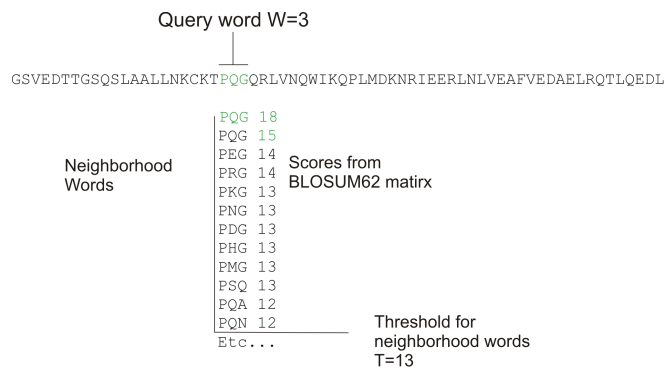 Query word W=3
GSVEDTTGSQSLAALLNKCKTPQGQRLVNQWIKQPLMDKNRIEERLNLVEAFVEDAELRQTLQEDL
PQG 18
PQG 15
PEG 14
PRG 14
PKG 13
PNG 13
PDG 13
PHG 13
PMG 13
PSQ 13
PQA 12
PQN 12
Etc...
Neighborhood
Words
Scores from
BLOSUM62 matirx
Threshold for
neighborhood words
T=13